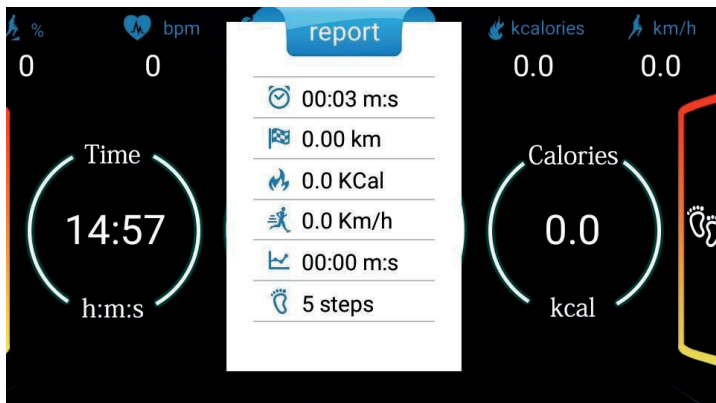 %
bpm
report
kcalories
km/h
0
0
0.0
0.0
00:03 m:s
0.00 km
0.0 KCal
0.0 Km/h
00:00 m:s
5 steps
Time
14:57
h:m:s
Calories
0.0
kcal